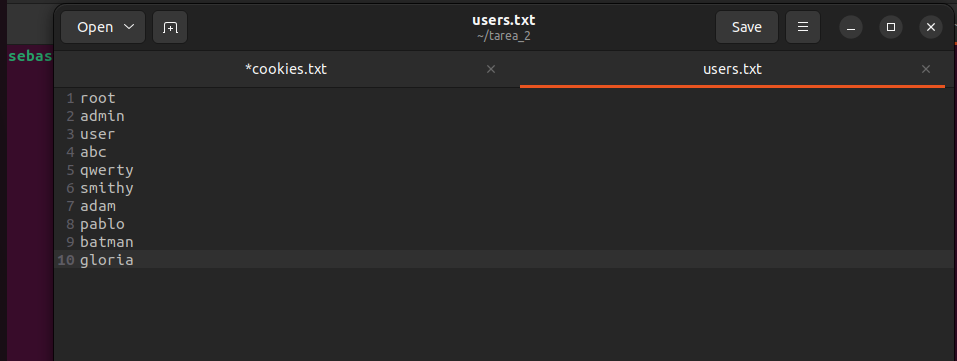 Open
users.txt
~/tarea_2
Save
sebas
*cookies.txt
users.txt
1 root
2 admin
3 user
4 abc
5 qwerty
6 smithy
7 adam
8 pablo
9 batman
10 gloria